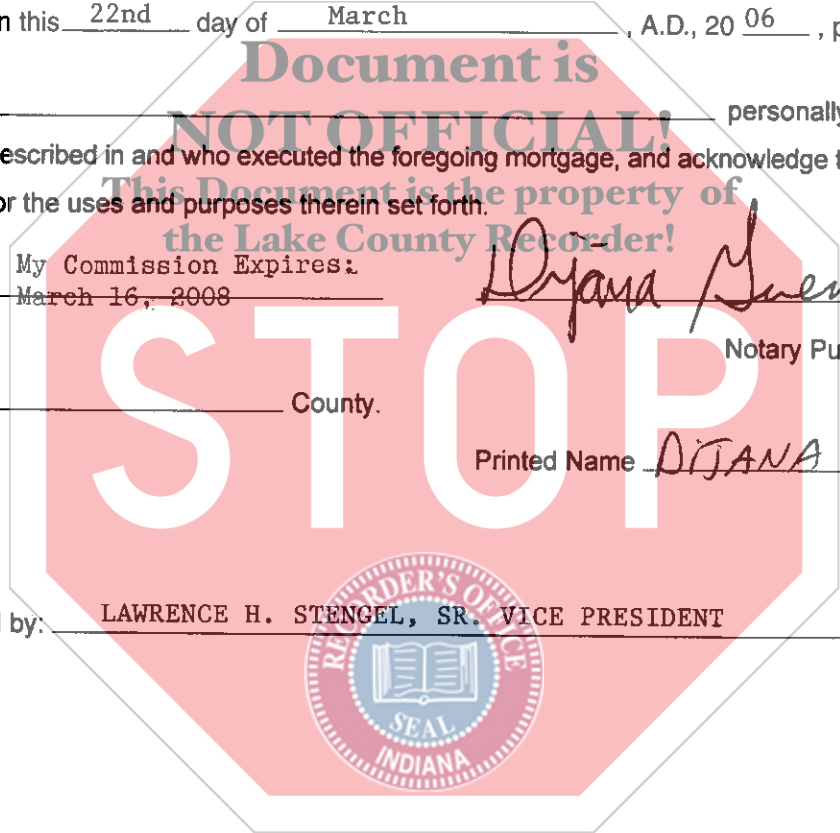 n this 22nd day of March , A.D., 20 06 , p
Document is
NOT OFFICIAL!
personally
escribed in and who executed the foregoing mortgage, and acknowledge t
This Document is the property of
or the uses and purposes therein set forth.
the Lake County Recorder!
My Commission Expires:
March 16, 2008
Dijana
Notary Pu
STOP
County.
Printed Name DIJANA
RECORDER'S OFFICE
l by: LAWRENCE H. STENGEL, SR. VICE PRESIDENT
SEAL
INDIANA